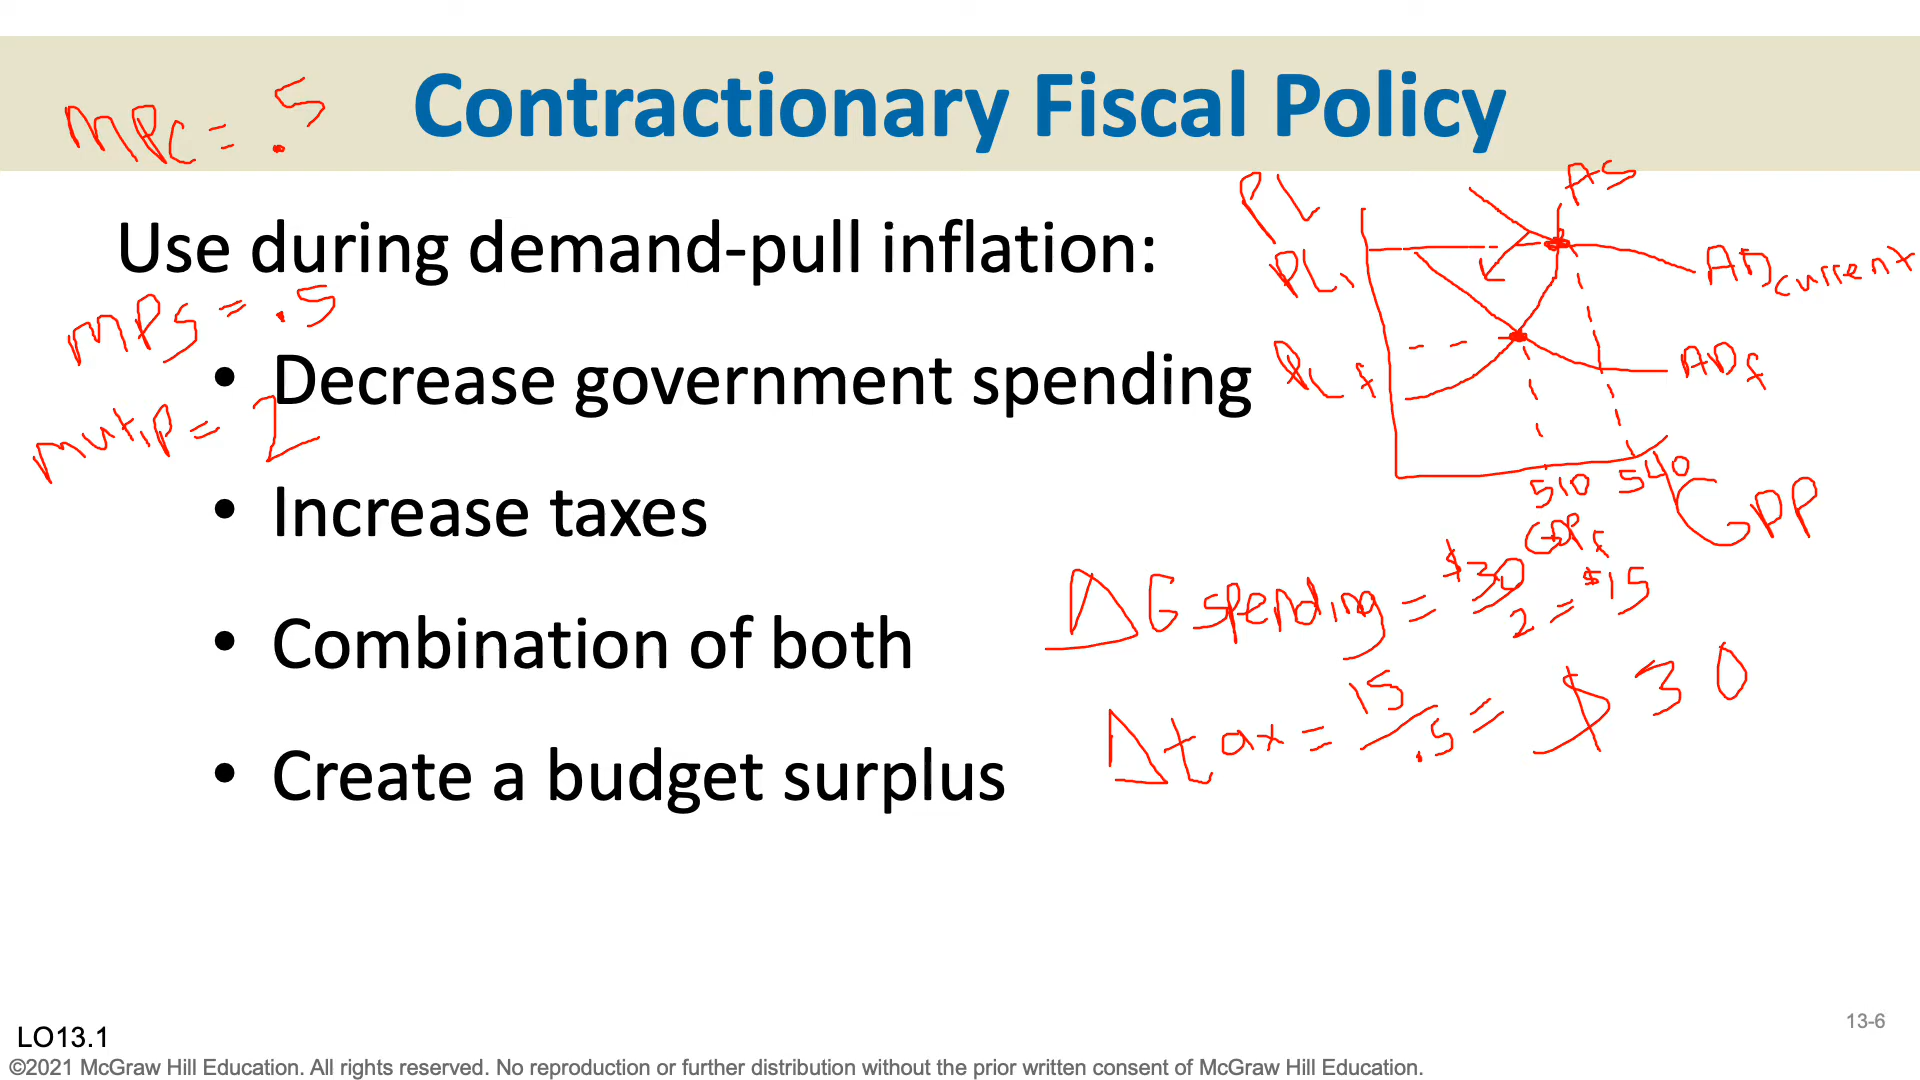 Contractionary Fiscal Policy
MPC = .5
Use during demand-pull inflation:
MPS = .5
• Decrease government spending
mutip = 2
• Increase taxes
• Combination of both
• Create a budget surplus
PL
AS
PL1
ADcurrent
PLf
ADf
510 540
GDPf
GDP
Δ G spending = $30/2 = $15
Δ tax = 15/.5 = $30
13-6
LO13.1
©2021 McGraw Hill Education. All rights reserved. No reproduction or further distribution without the prior written consent of McGraw Hill Education.